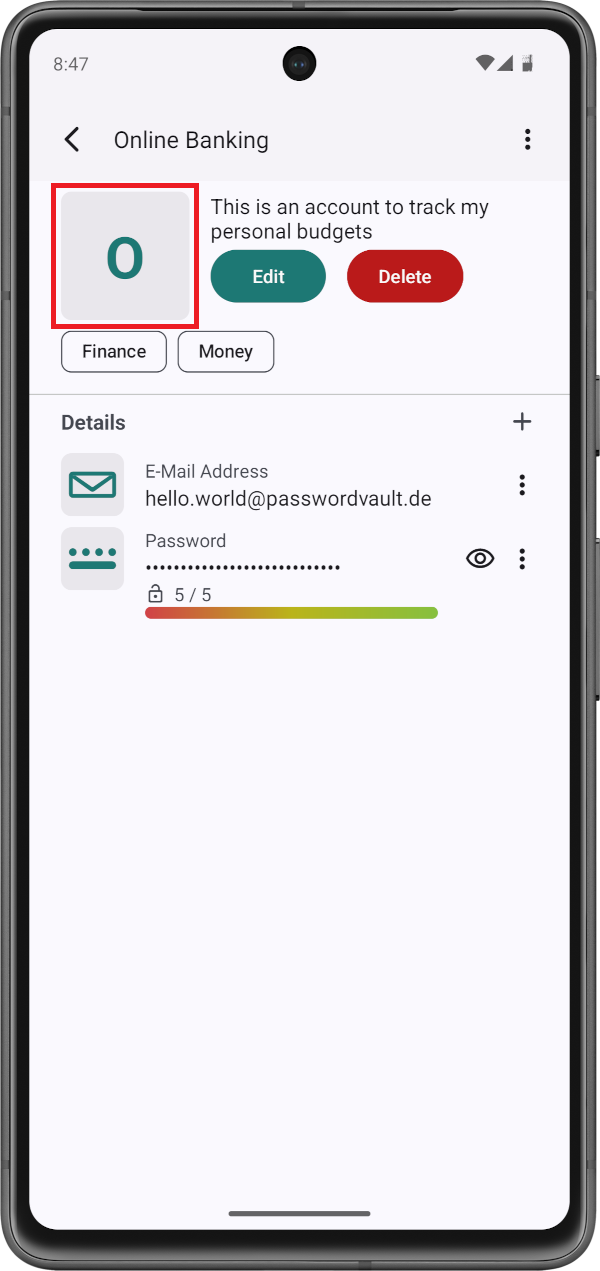 8:47
Online Banking
O
This is an account to track my
personal budgets
Edit
Delete
Finance
Money
Details
E-Mail Address
hello.world@passwordvault.de
Password
••••••••••••••••••••••••••••
5 / 5